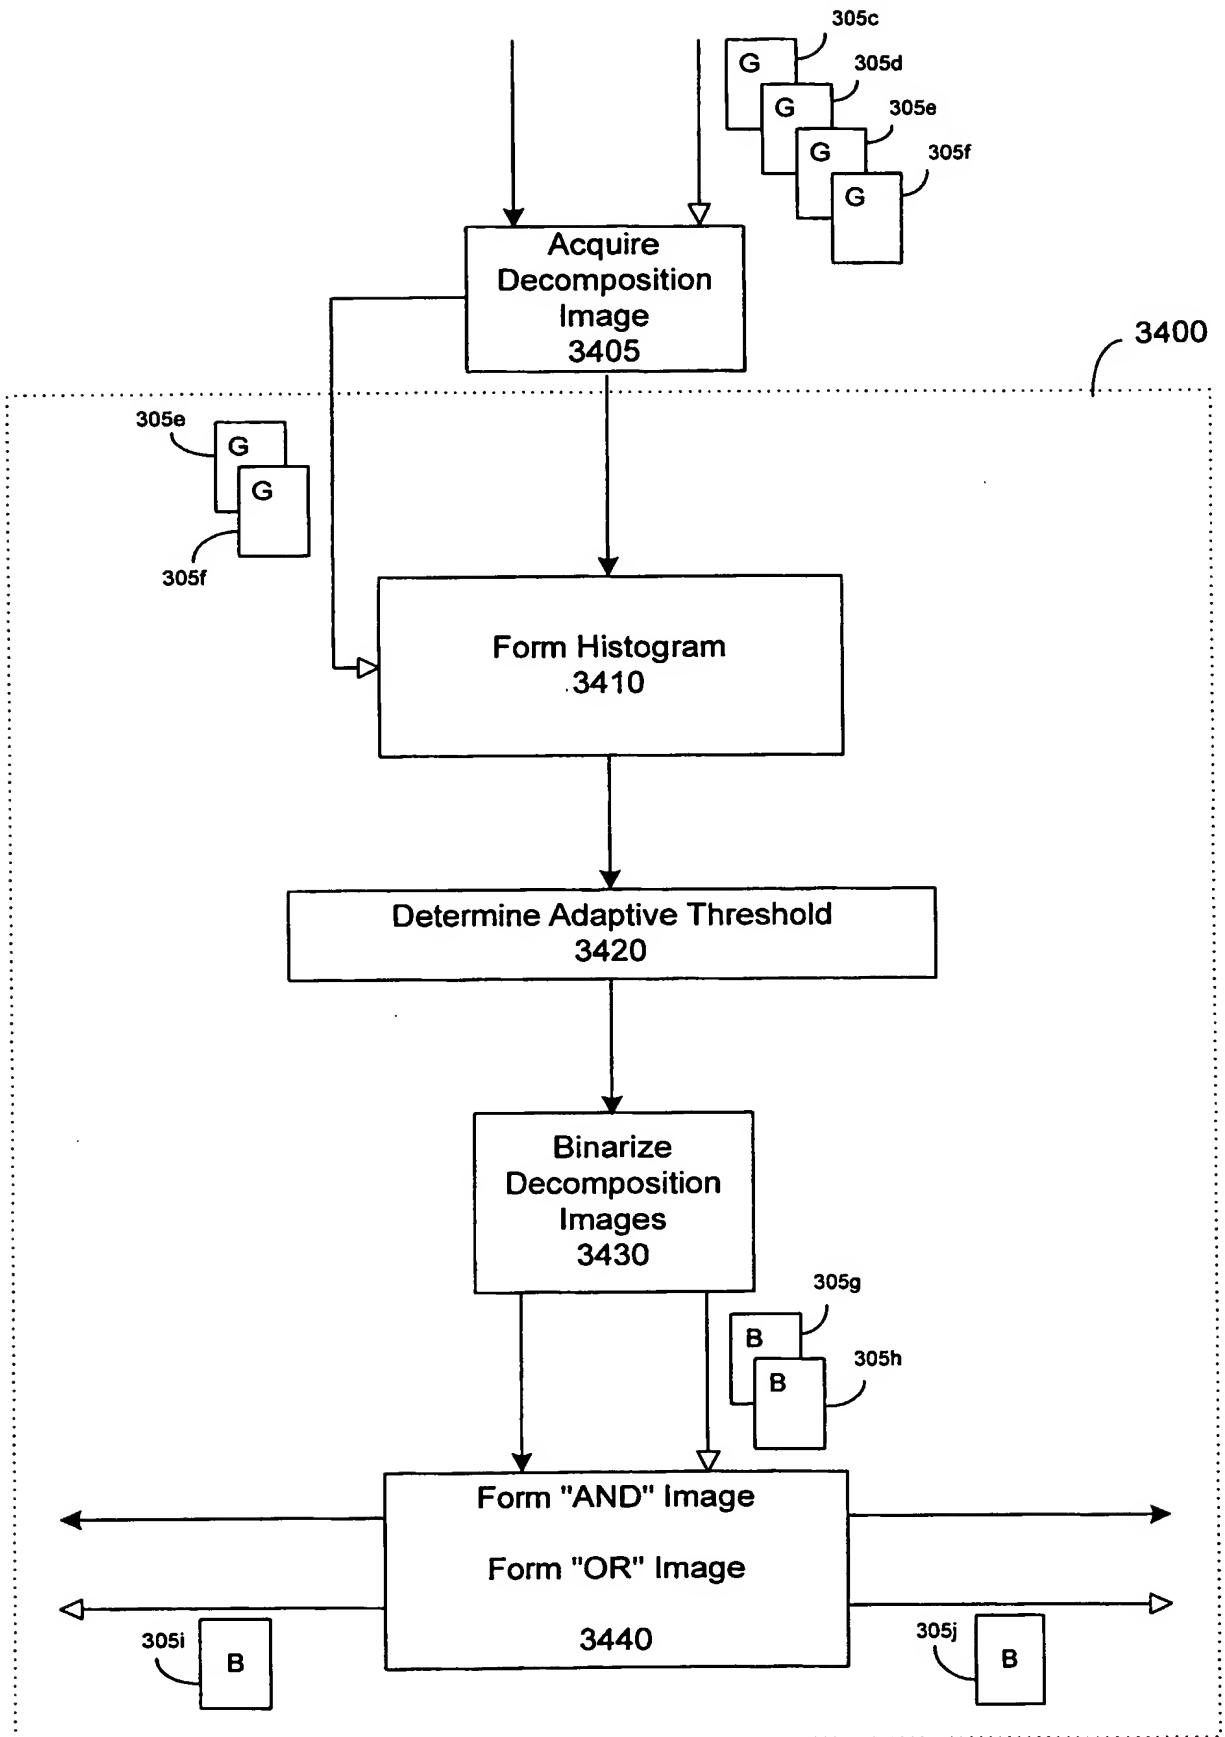 305c
G
305d
G
305e
G
305f
G
Acquire
Decomposition
Image
3405
3400
305e
G
G
305f
Form Histogram
3410
Determine Adaptive Threshold
3420
Binarize
Decomposition
Images
3430
305g
B
305h
B
Form "AND" Image
Form "OR" Image
3440
305i
B
305j
B